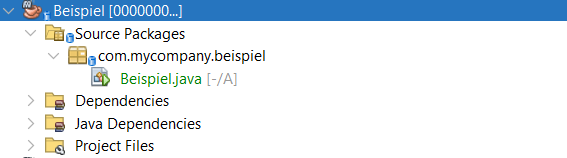 Beispiel [0000000...]
Source Packages
com.mycompany.beispiel
Beispiel.java [-/A]
Dependencies
Java Dependencies
Project Files